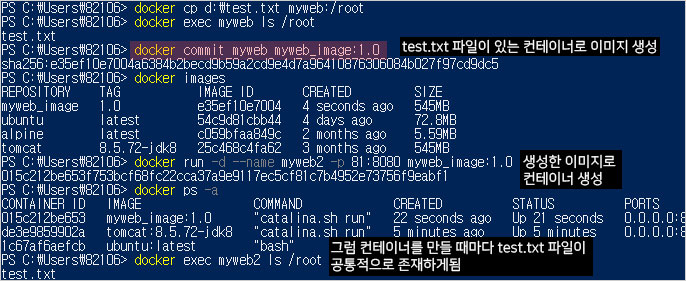 PS C:₩Users₩82106> docker cp d:₩test.txt myweb:/root
PS C:₩Users₩82106> docker exec myweb ls /root
test.txt
PS C:₩Users₩82106> docker commit myweb myweb_image:1.0 test.txt 파일이 있는 컨테이너로 이미지 생성
sha256:e35ef10e7004a6384b2becd9b59a2cd9e4d7a96410876306084b027f97cd9dc5
PS C:₩Users₩82106> docker images
REPOSITORY TAG IMAGE ID CREATED SIZE
myweb_image 1.0 e35ef10e7004 4 seconds ago 545MB
ubuntu latest 54c9d81cbb44 4 days ago 72.8MB
alpine latest c059bfaa849c 2 months ago 5.59MB
tomcat 8.5.72-jdk8 25c468c4fa62 3 months ago 545MB
PS C:₩Users₩82106> docker run -d --name myweb2 -p 81:8080 myweb_image:1.0 생성한 이미지로
015c212be653f753bcf68fc22cca37a9e9117ec5cf81c7b4952e73756f9eabf1 컨테이너 생성
PS C:₩Users₩82106> docker ps -a
CONTAINER ID IMAGE COMMAND CREATED STATUS PORTS
015c212be653 myweb_image:1.0 "catalina.sh run" 22 seconds ago Up 21 seconds 0.0.0.0:8
de3e9859902a tomcat:8.5.72-jdk8 "catalina.sh run" 5 minutes ago Up 5 minutes 0.0.0.0:8
1c67af6aefcb ubuntu:latest "bash" 그럼 컨테이너를 만들 때마다 test.txt 파일이
PS C:₩Users₩82106> docker exec myweb2 ls /root 공통적으로 존재하게됨
test.txt